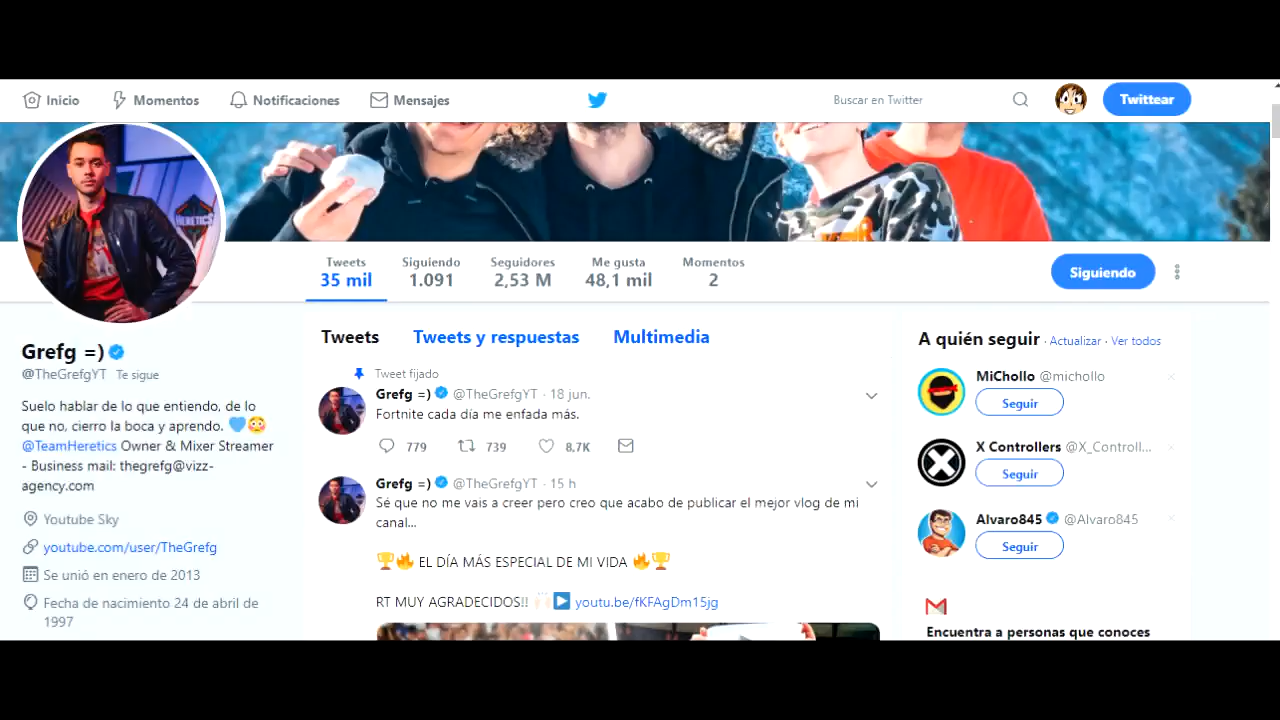 Inicio
Momentos
Notificaciones
Mensajes
Buscar en Twitter
Twittear
HERETICS
Tweets
35 mil
Siguiendo
1.091
Seguidores
2,53 M
Me gusta
48,1 mil
Momentos
2
Siguiendo
Grefg =)
@TheGrefgYT Te sigue
Suelo hablar de lo que entiendo, de lo
que no, cierro la boca y aprendo. 💙😳
@TeamHeretics Owner & Mixer Streamer
- Business mail: thegrefg@vizz-
agency.com
Youtube Sky
youtube.com/user/TheGrefg
Se unió en enero de 2013
Fecha de nacimiento 24 de abril de
1997
Tweets
Tweets y respuestas
Multimedia
Tweet fijado
Grefg =) @TheGrefgYT · 18 jun.
Fortnite cada día me enfada más.
779
739
8,7K
Grefg =) @TheGrefgYT · 15 h
Sé que no me vais a creer pero creo que acabo de publicar el mejor vlog de mi
canal...
🏆🔥 EL DÍA MÁS ESPECIAL DE MI VIDA 🔥🏆
RT MUY AGRADECIDOS!! 🙌🏻▶️ youtu.be/fKFAgDm15jg
A quién seguir · Actualizar · Ver todos
MiChollo @michollo
Seguir
X Controllers @X_Controll...
Seguir
Alvaro845 @Alvaro845
Seguir
Encuentra a personas que conoces